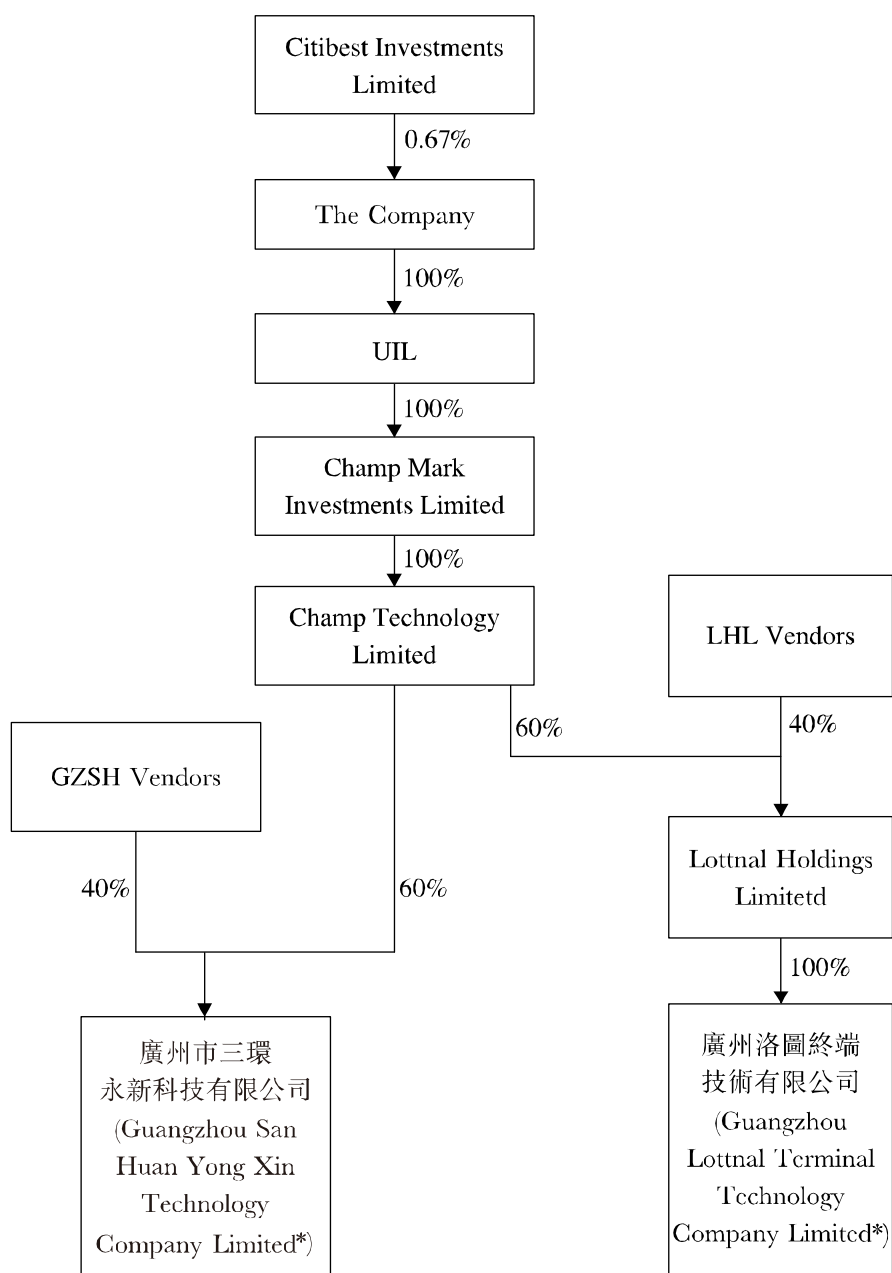 Citibest Investments
Limited
0.67%
The Company
100%
UIL
100%
Champ Mark
Investments Limited
100%
Champ Technology
Limited
LHL Vendors
60%
40%
GZSH Vendors
40%
60%
Lottnal Holdings
Limitetd
100%
廣州市三環
永新科技有限公司
(Guangzhou San
Huan Yong Xin
Technology
Company Limited*)
廣州洛圖終端
技術有限公司
(Guangzhou
Lottnal Terminal
Technology
Company Limited*)